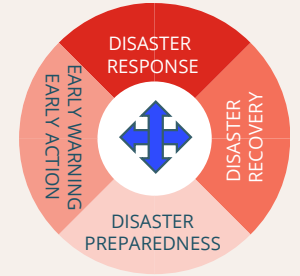 DISASTER
RESPONSE
EARLY WARNING
EARLY ACTION
DISASTER
RECOVERY
DISASTER
PREPAREDNESS